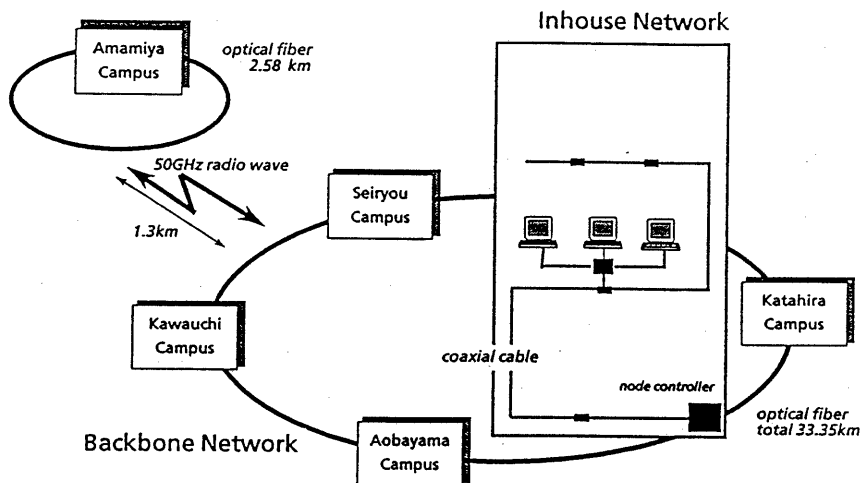 Inhouse Network
Amamiya
Campus
optical fiber
2.58 km
50GHz radio wave
1.3km
Seiryou
Campus
Kawauchi
Campus
Katahira
Campus
coaxial cable
node controller
optical fiber
total 33.35km
Backbone Network
Aobayama
Campus